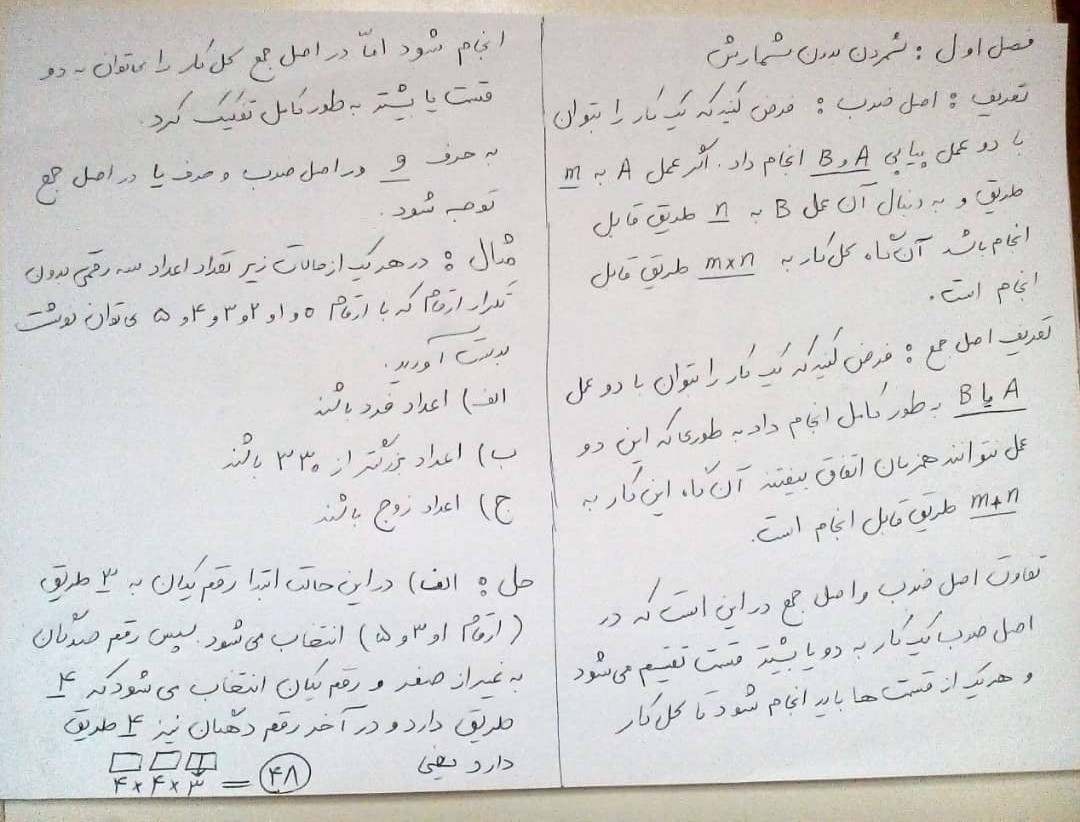 فصل اول : شمردن بدون شمارش
تعریف : اصل ضرب : فرض کنید که یک کار را بتوان
با دو عمل پیاپی A و B انجام داد. اگر عمل A به m
طریق و به دنبال آن عمل B به n طریق قابل
انجام باشد آن گاه کل کار به m×n طریق قابل
انجام است.
تعریف اصل جمع : فرض کنید که یک کار را بتوان با دو عمل
A یا B به طور کامل انجام داد به طوری که این دو
عمل نتوانند همزمان اتفاق بیفتند آن گاه این کار به
m+n طریق قابل انجام است.
تفاوت اصل ضرب و اصل جمع در این است که در
اصل ضرب یک کار به دو یا بیشتر قسمت تقسیم می شود
و هر یک از قسمت ها باید انجام شود تا کل کار
انجام شود امّا در اصل جمع کل کار را می توان به دو
قسمت یا بیشتر به طور کامل تفکیک کرد.
به حرف و در اصل ضرب و حرف یا در اصل جمع
توجه شود.
مثال : در هر یک از حالات زیر تعداد اعداد سه رقمی بدون
تکرار ارقام که با ارقام ۰ و ۱ و ۲ و ۳ و ۴ و ۵ می توان نوشت
بدست آورید.
الف) اعداد فرد باشند
ب) اعداد بزرگتر از ۳۳۰ باشند
ج) اعداد زوج باشند
حل : الف) در این حالت ابتدا رقم یکان به ۳ طریق
(ارقام ۱ و ۳ و ۵) انتخاب می شود. سپس رقم صدگان
به غیر از صفر و رقم یکان انتخاب می شود که ۴
طریق دارد و در آخر رقم دهگان نیز ۴ طریق
دارد یعنی
۴ × ۴ × ۳ = ۴۸